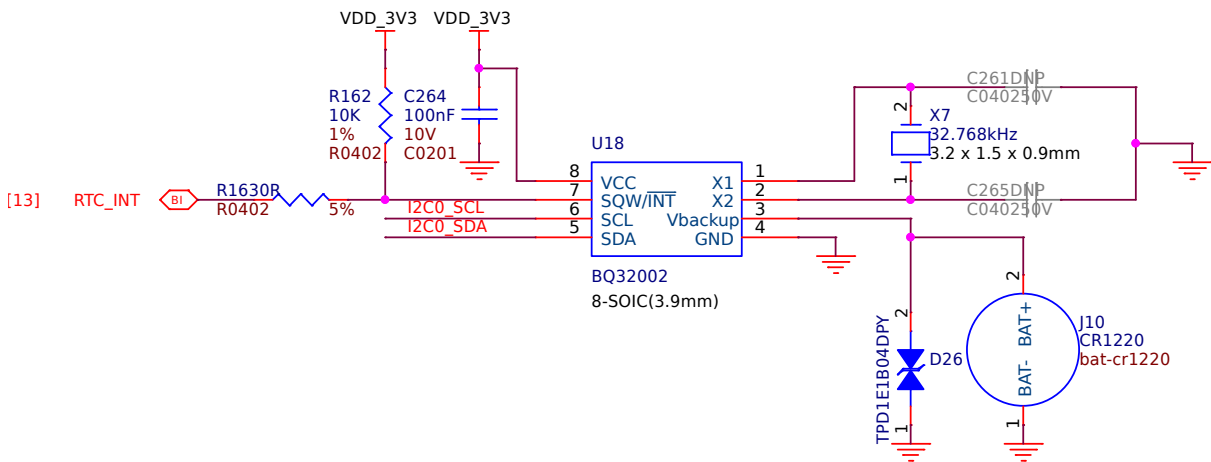 VDD_3V3 VDD_3V3
R162
10K
1%
R0402
C264
100nF
10V
C0201
[13] RTC_INT BI
R1630R
R0402 5%
I2C0_SCL
I2C0_SDA
U18
8 VCC X1 1
7 SQW/INT X2 2
6 SCL Vbackup 3
5 SDA GND 4
BQ32002
8-SOIC(3.9mm)
C261DNP
C040250V
2
X7
32.768kHz
3.2 x 1.5 x 0.9mm
1
C265DNP
C040250V
2
TPD1E1B04DPY
D26
1
2
BAT+
BAT-
1
J10
CR1220
bat-cr1220